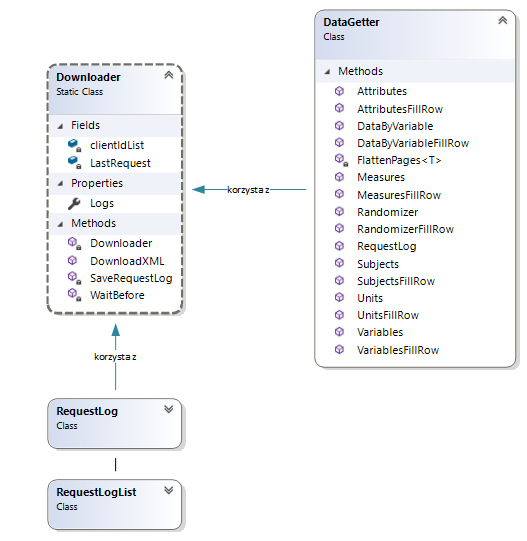 Downloader
Static Class
Fields
clientIdList
LastRequest
Properties
Logs
Methods
Downloader
DownloadXML
SaveRequestLog
WaitBefore
korzysta z
DataGetter
Class
Methods
Attributes
AttributesFillRow
DataByVariable
DataByVariableFillRow
FlattenPages<T>
Measures
MeasuresFillRow
Randomizer
RandomizerFillRow
RequestLog
Subjects
SubjectsFillRow
Units
UnitsFillRow
Variables
VariablesFillRow
korzysta z
RequestLog
Class
RequestLogList
Class